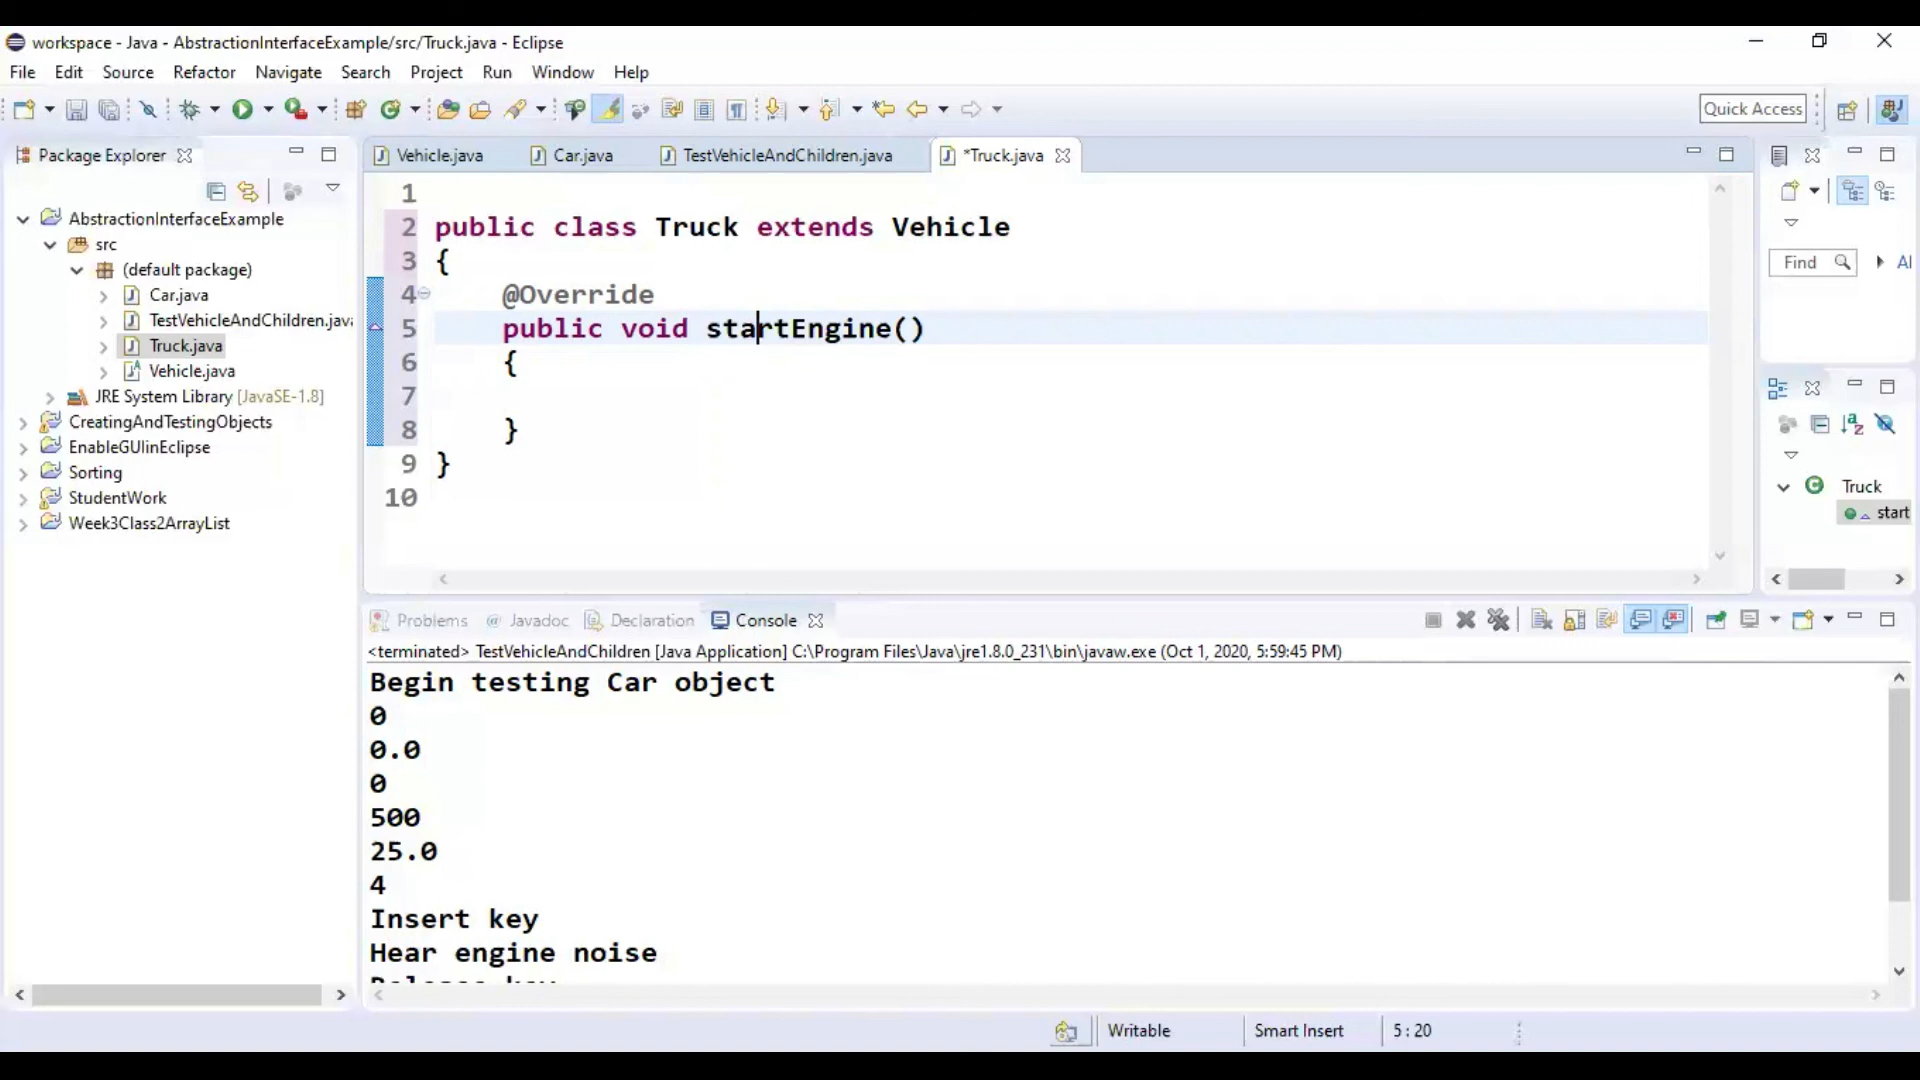 workspace - Java - AbstractionInterfaceExample/src/Truck.java - Eclipse
File Edit Source Refactor Navigate Search Project Run Window Help
Quick Access
Package Explorer
AbstractionInterfaceExample
src
(default package)
Car.java
TestVehicleAndChildren.java
Truck.java
Vehicle.java
JRE System Library [JavaSE-1.8]
CreatingAndTestingObjects
EnableGUIinEclipse
Sorting
StudentWork
Week3Class2ArrayList
Vehicle.java Car.java TestVehicleAndChildren.java *Truck.java
1
2 public class Truck extends Vehicle
3 {
4 @Override
5 public void startEngine()
6 {
7
8 }
9 }
10
Find Al
Truck
start
Problems @ Javadoc Declaration Console
<terminated> TestVehicleAndChildren [Java Application] C:\Program Files\Java\jre1.8.0_231\bin\javaw.exe (Oct 1, 2020, 5:59:45 PM)
Begin testing Car object
0
0.0
0
500
25.0
4
Insert key
Hear engine noise
Writable Smart Insert 5 : 20